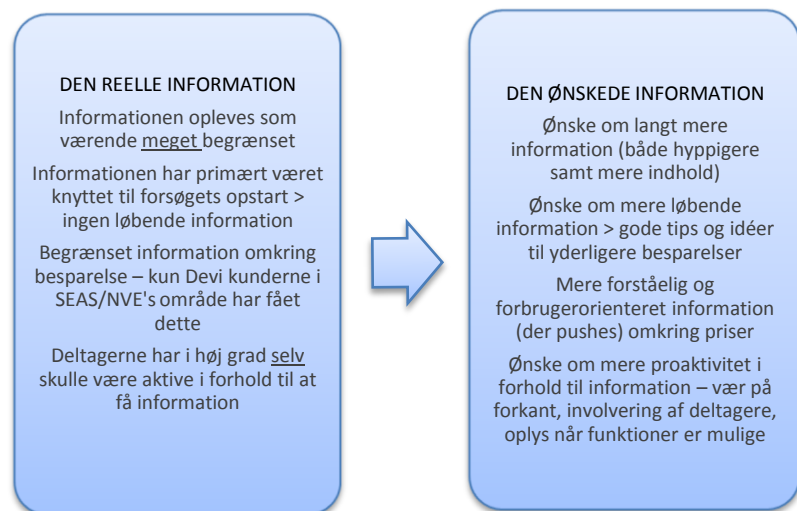 DEN REELLE INFORMATION
Informationen opleves som
værende meget begrænset
Informationen har primært været
knyttet til forsøgets opstart >
ingen løbende information
Begrænset information omkring
besparelse – kun Devi kunderne i
SEAS/NVE's område har fået
dette
Deltagerne har i høj grad selv
skulle være aktive i forhold til at
få information
DEN ØNSKEDE INFORMATION
Ønske om langt mere
information (både hyppigere
samt mere indhold)
Ønske om mere løbende
information > gode tips og idéer
til yderligere besparelser
Mere forståelig og
forbrugerorienteret information
(der pushes) omkring priser
Ønske om mere proaktivitet i
forhold til information – vær på
forkant, involvering af deltagere,
oplys når funktioner er mulige